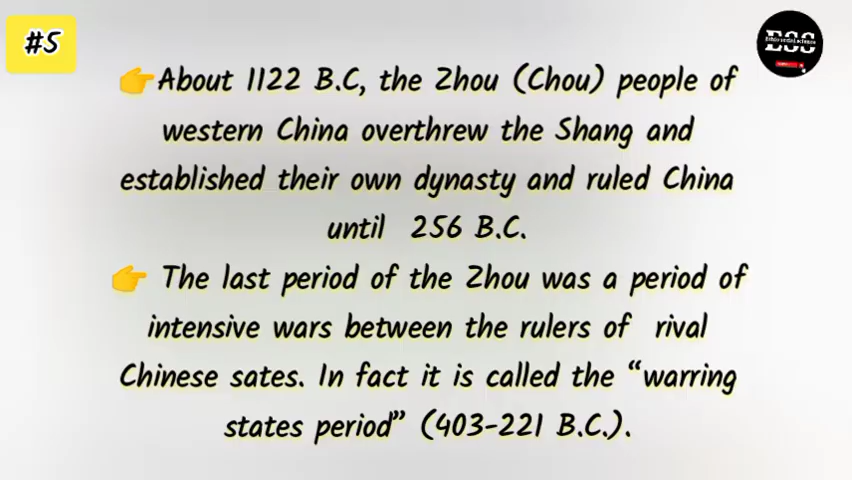 #5
ESS
👉About 1122 B.C, the Zhou (Chou) people of
western China overthrew the Shang and
established their own dynasty and ruled China
until 256 B.C.
👉 The last period of the Zhou was a period of
intensive wars between the rulers of rival
Chinese sates. In fact it is called the “warring
states period” (403-221 B.C.).